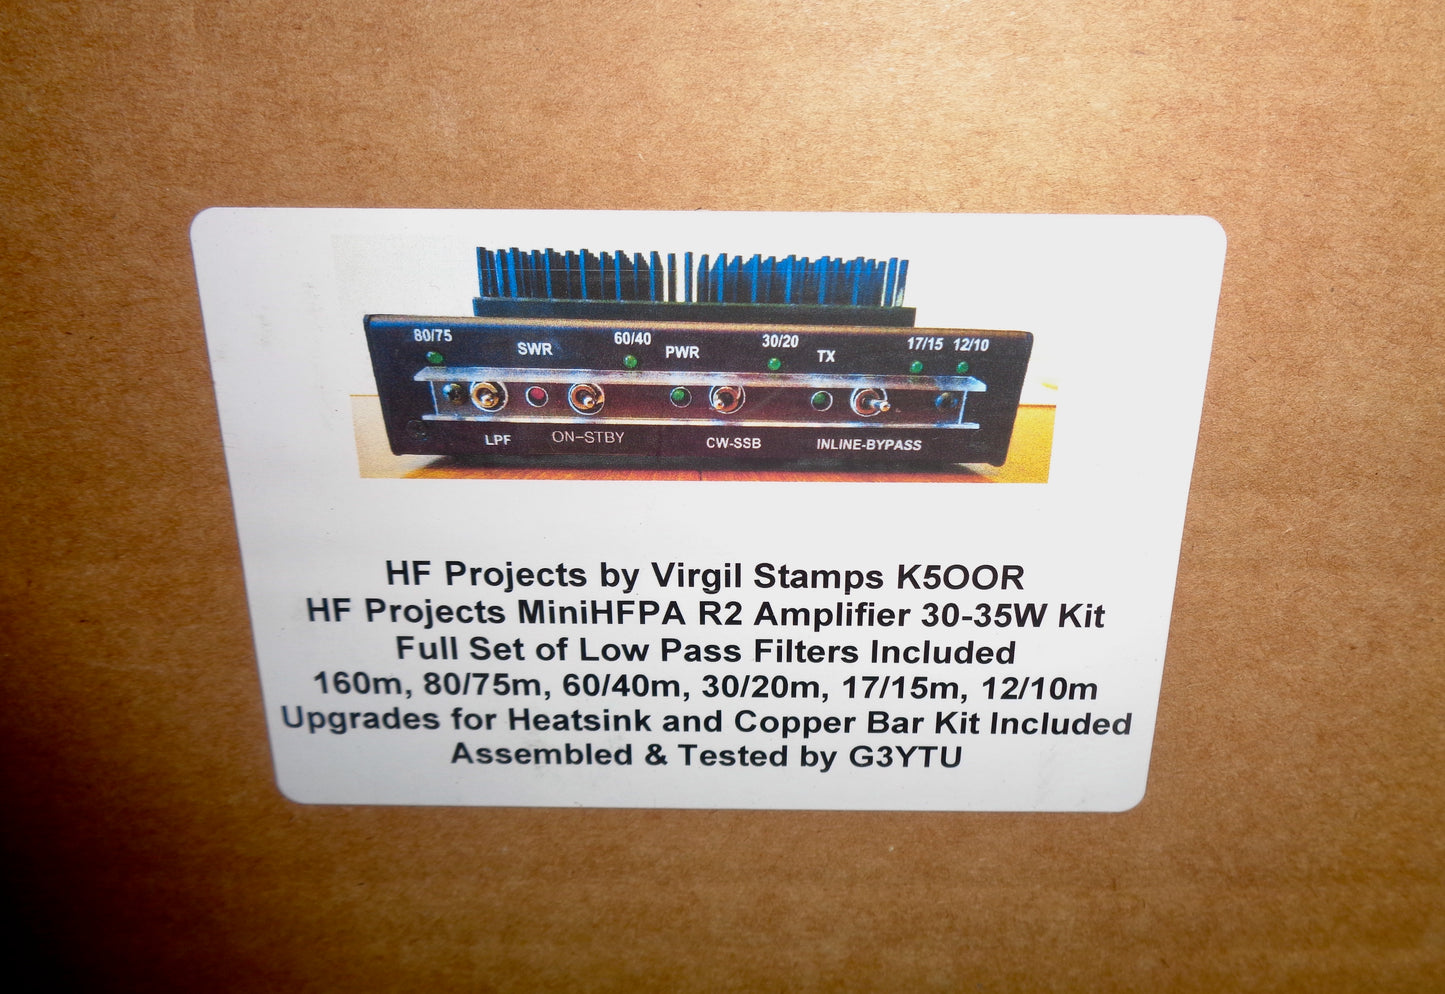 80/75 SWR 60/40 PWR 30/20 TX 17/15 12/10
LPF ON-STBY CW-SSB INLINE-BYPASS
HF Projects by Virgil Stamps K5OOR
HF Projects MiniHFPA R2 Amplifier 30-35W Kit
Full Set of Low Pass Filters Included
160m, 80/75m, 60/40m, 30/20m, 17/15m, 12/10m
Upgrades for Heatsink and Copper Bar Kit Included
Assembled & Tested by G3YTU